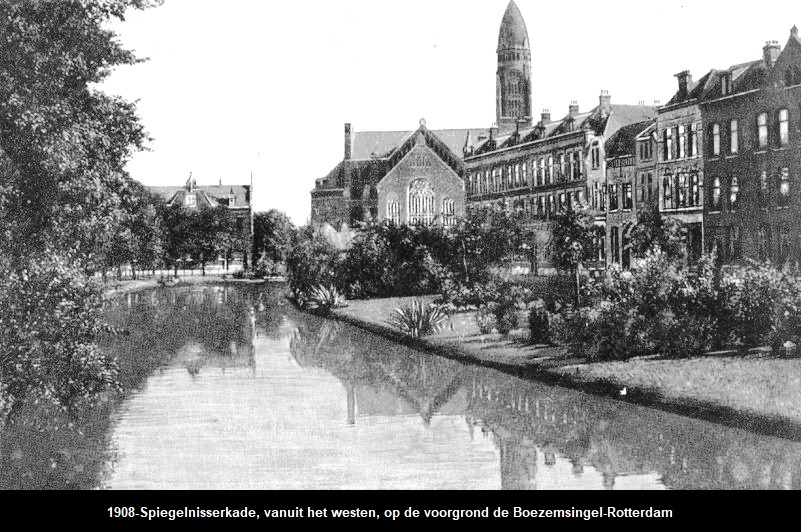 1908-Spiegelnisserkade, vanuit het westen, op de voorgrond de Boezemsingel-Rotterdam